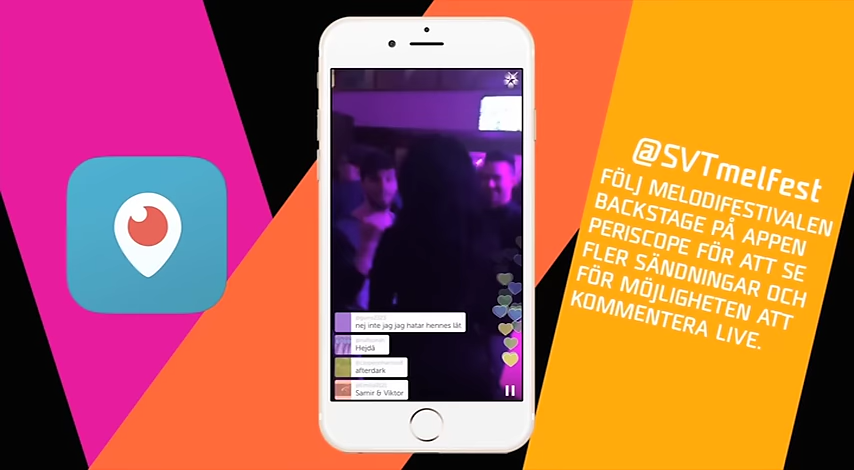 @SVTmelfest
FÖLJ MELODIFESTIVALEN
BACKSTAGE PÅ APPEN
PERISCOPE FÖR ATT SE
FLER SÄNDNINGAR OCH
FÖR MÖJLIGHETEN ATT
KOMMENTERA LIVE.
nej inte jag jag hatar hennes låt
Hejdå
afterdark
Samir & Viktor